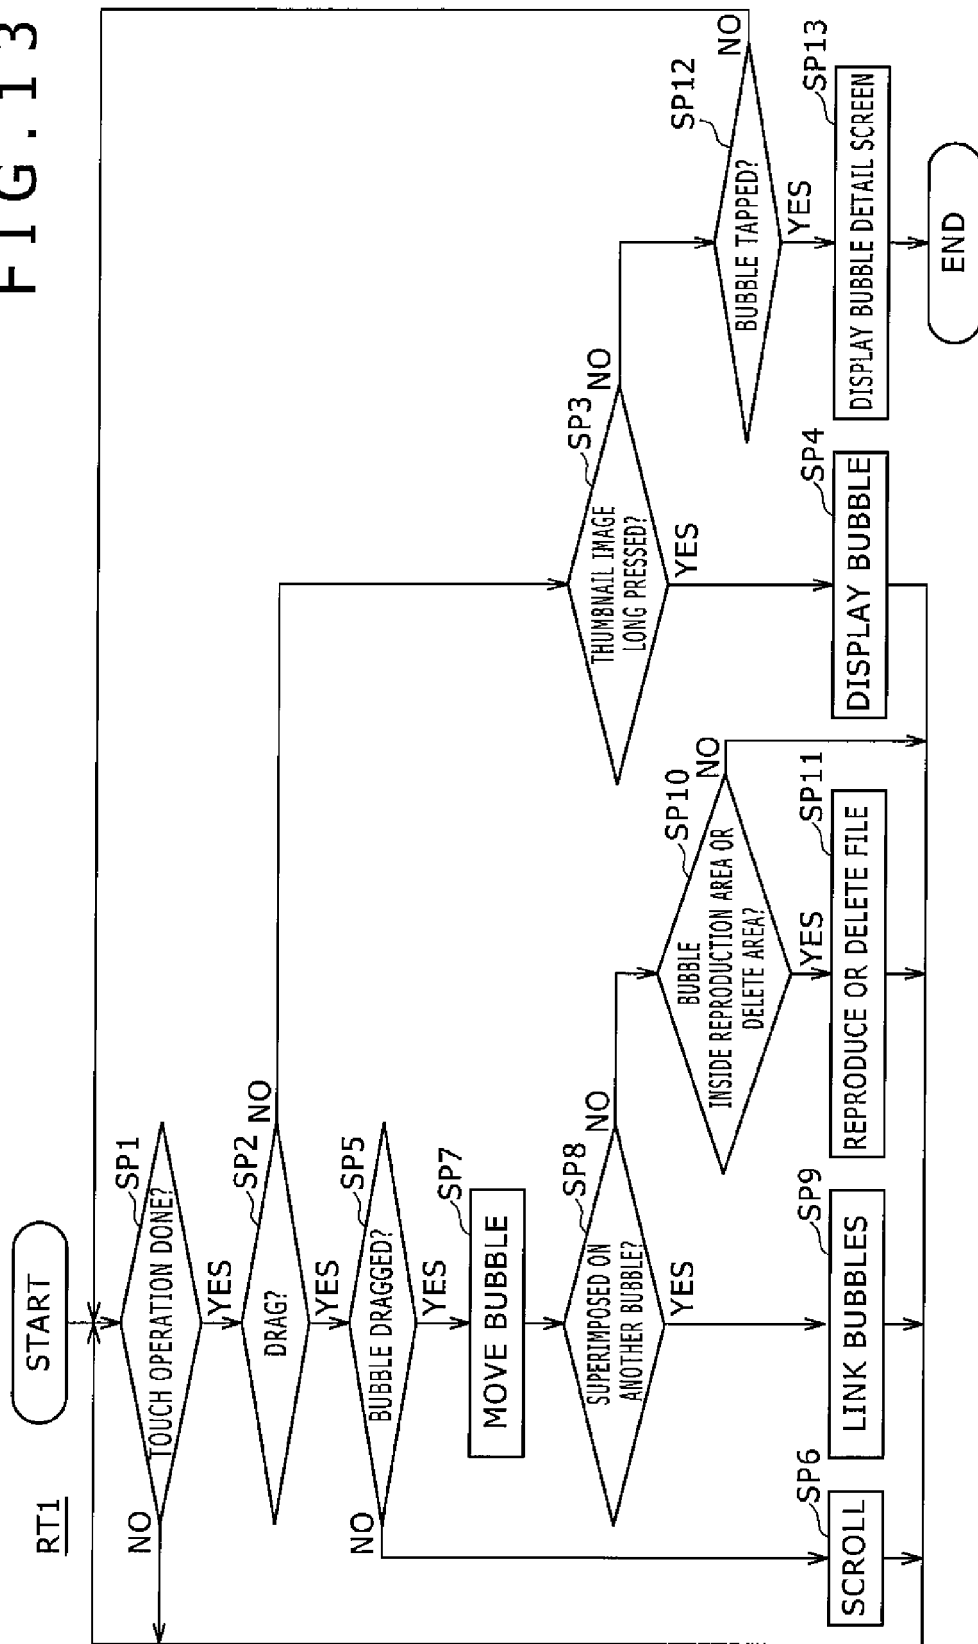 FIG.13
RT1
START
SP1
TOUCH OPERATION DONE?
NO
YES
SP2
DRAG?
NO
YES
SP5
BUBBLE DRAGGED?
NO
YES
SP7
MOVE BUBBLE
SP8
SUPERIMPOSED ON
ANOTHER BUBBLE?
NO
YES
SP6
SCROLL
SP9
LINK BUBBLES
SP10
BUBBLE
INSIDE REPRODUCTION AREA OR
DELETE AREA?
NO
YES
SP11
REPRODUCE OR DELETE FILE
SP3
THUMBNAIL IMAGE
LONG PRESSED?
NO
YES
SP4
DISPLAY BUBBLE
SP12
BUBBLE TAPPED?
NO
YES
SP13
DISPLAY BUBBLE DETAIL SCREEN
END